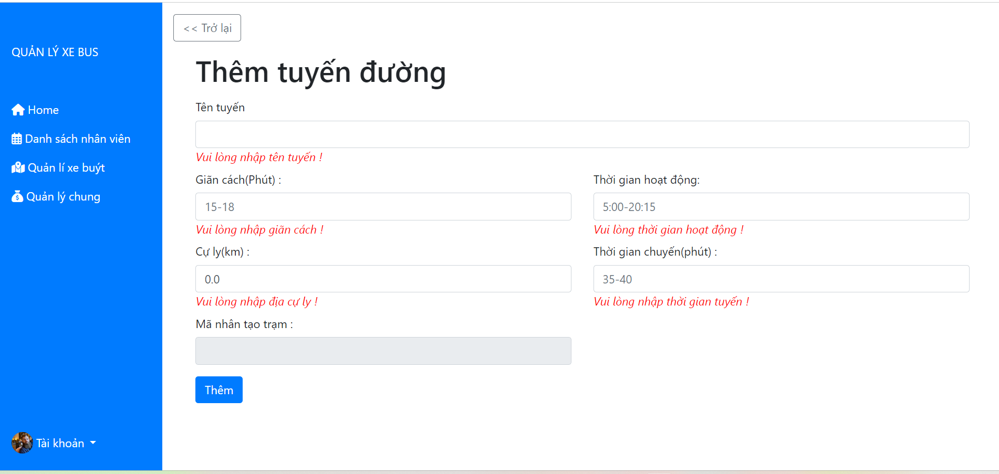 QUẢN LÝ XE BUS
Home
Danh sách nhân viên
Quản lí xe buýt
Quản lý chung
Tài khoản
<< Trở lại
Thêm tuyến đường
Tên tuyến
Vui lòng nhập tên tuyến !
Giãn cách(Phút) :
15-18
Vui lòng nhập giãn cách !
Thời gian hoạt động:
5:00-20:15
Vui lòng thời gian hoạt động !
Cự ly(km) :
0.0
Vui lòng nhập địa cự ly !
Thời gian chuyến(phút) :
35-40
Vui lòng nhập thời gian tuyến !
Mã nhân tạo trạm :
Thêm